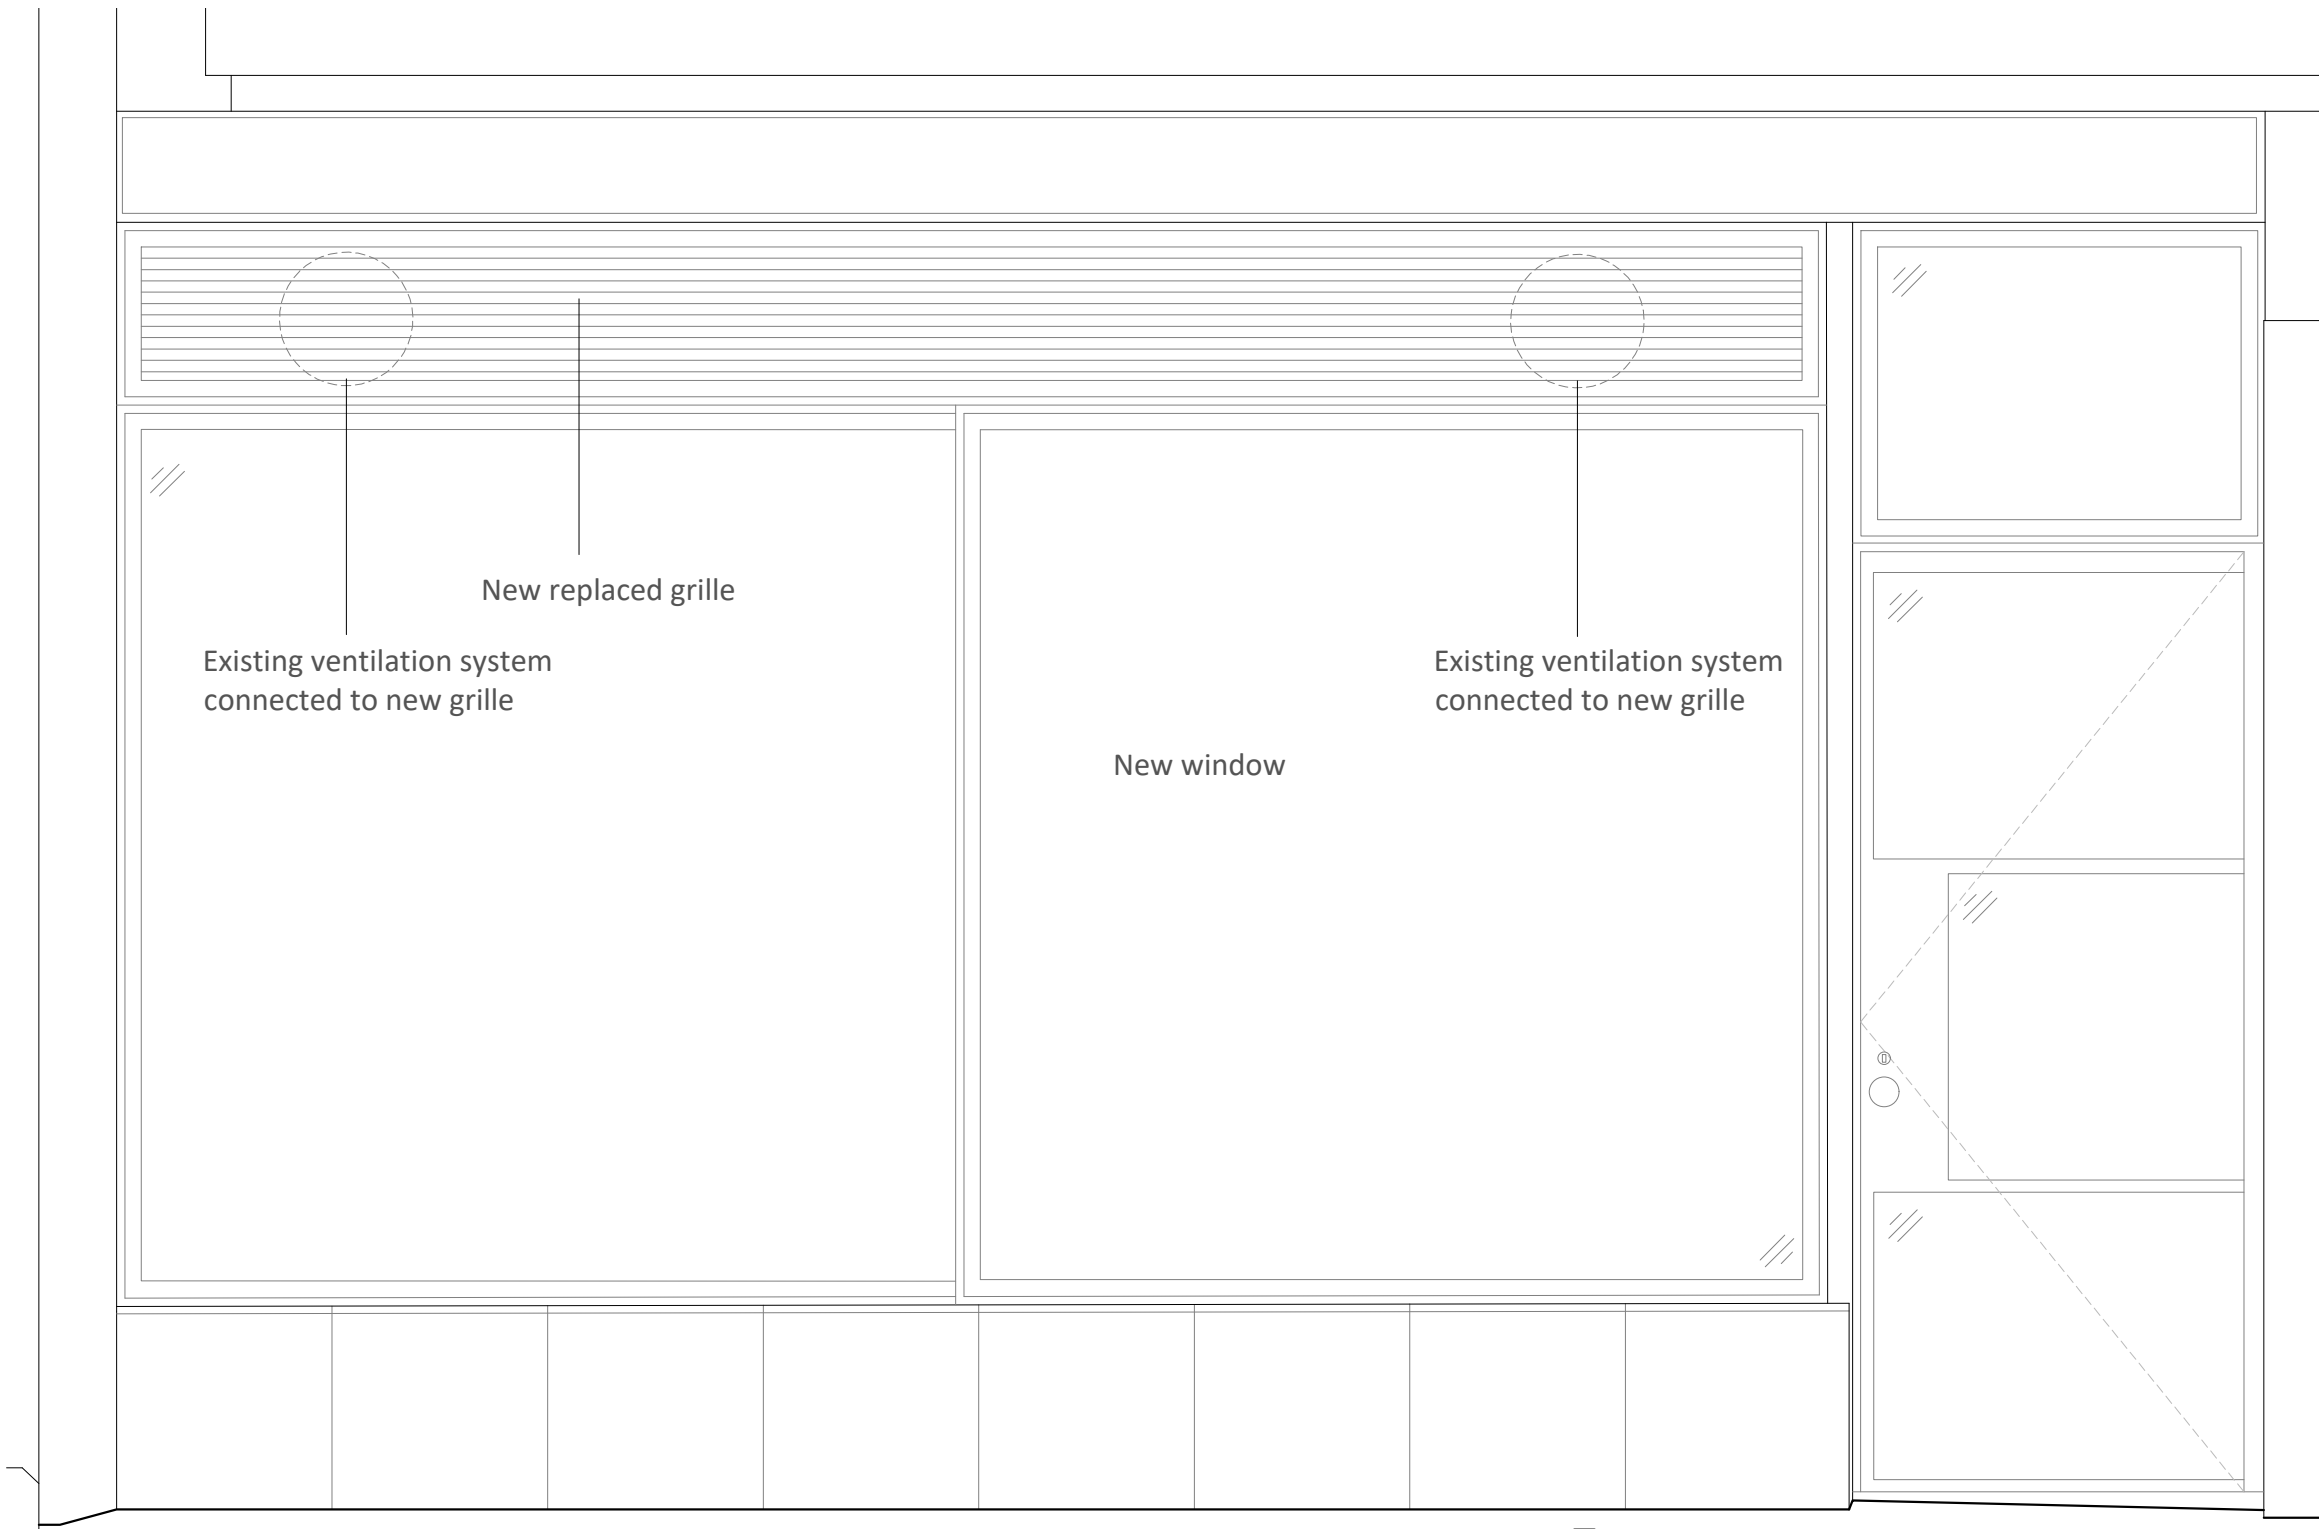 New replaced grille
Existing ventilation system
connected to new grille
Existing ventilation system
connected to new grille
New window